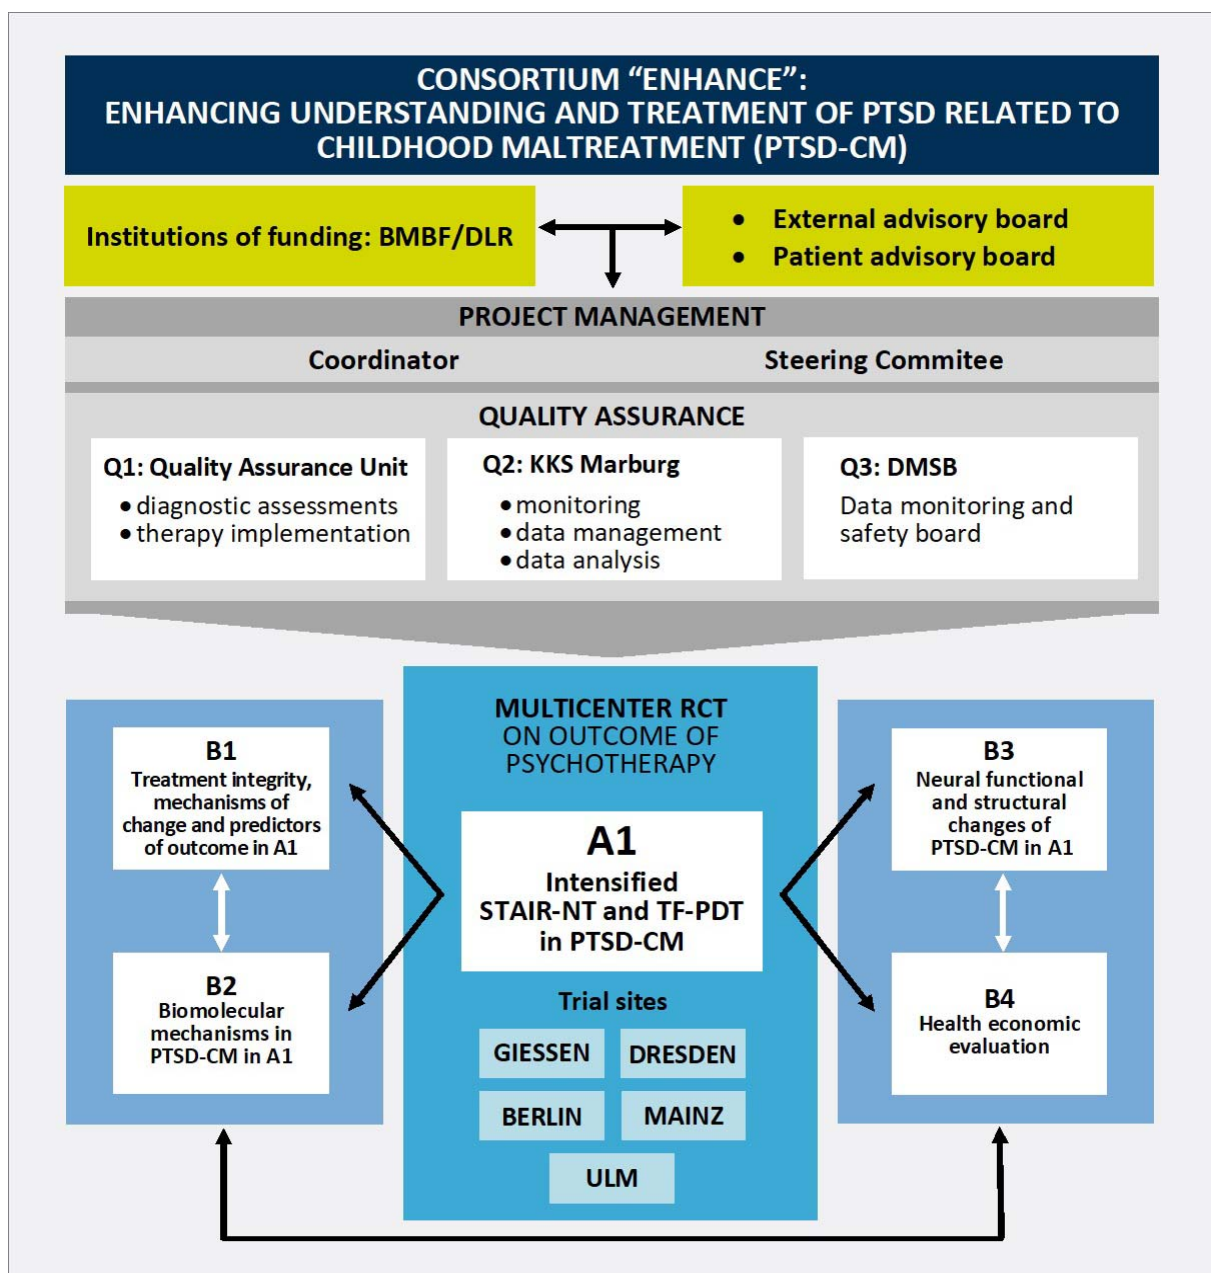 CONSORTIUM “ENHANCE”:
ENHANCING UNDERSTANDING AND TREATMENT OF PTSD RELATED TO
CHILDHOOD MALTREATMENT (PTSD-CM)
Institutions of funding: BMBF/DLR
• External advisory board
• Patient advisory board
PROJECT MANAGEMENT
Coordinator
Steering Commitee
QUALITY ASSURANCE
Q1: Quality Assurance Unit
• diagnostic assessments
• therapy implementation
Q2: KKS Marburg
• monitoring
• data management
• data analysis
Q3: DMSB
Data monitoring and
safety board
B1
Treatment integrity,
mechanisms of
change and predictors
of outcome in A1
B2
Biomolecular
mechanisms in
PTSD-CM in A1
MULTICENTER RCT
ON OUTCOME OF
PSYCHOTHERAPY
A1
Intensified
STAIR-NT and TF-PDT
in PTSD-CM
Trial sites
GIESSEN
DRESDEN
BERLIN
MAINZ
ULM
B3
Neural functional
and structural
changes of
PTSD-CM in A1
B4
Health economic
evaluation